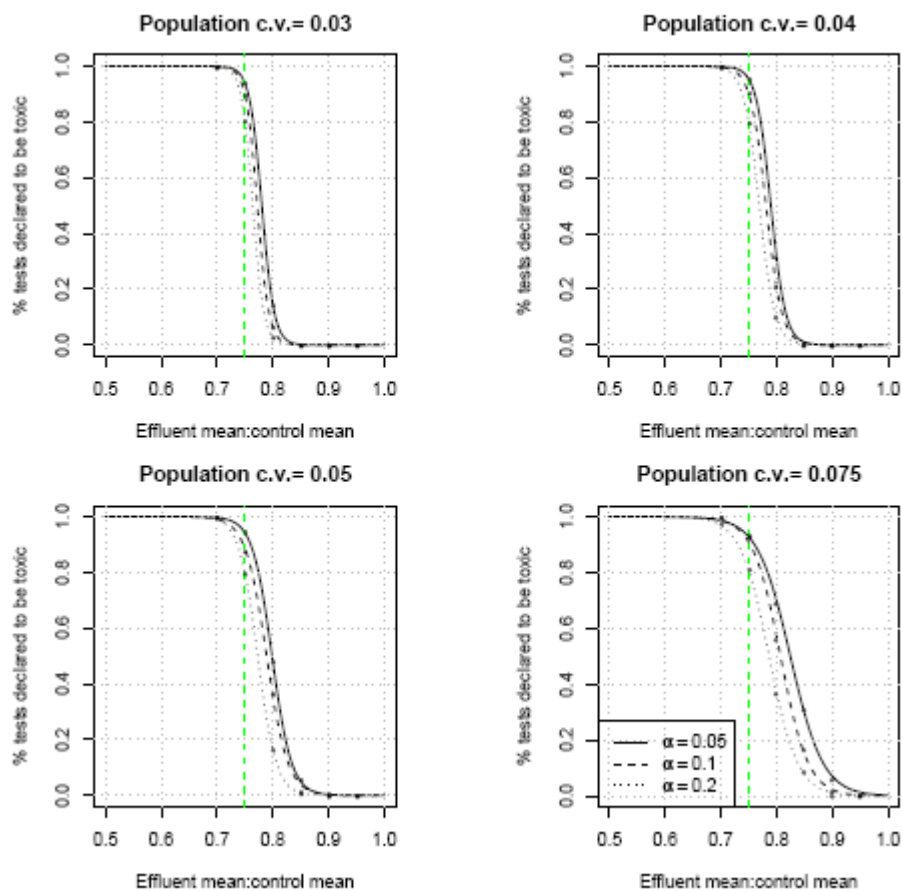 Population c.v.= 0.03
% tests declared to be toxic
1.0
0.8
0.6
0.4
0.2
0.0
0.5 0.6 0.7 0.8 0.9 1.0
Effluent mean:control mean
Population c.v.= 0.04
% tests declared to be toxic
1.0
0.8
0.6
0.4
0.2
0.0
0.5 0.6 0.7 0.8 0.9 1.0
Effluent mean:control mean
Population c.v.= 0.05
% tests declared to be toxic
1.0
0.8
0.6
0.4
0.2
0.0
0.5 0.6 0.7 0.8 0.9 1.0
Effluent mean:control mean
Population c.v.= 0.075
% tests declared to be toxic
1.0
0.8
0.6
0.4
0.2
0.0
α = 0.05
α = 0.1
α = 0.2
0.5 0.6 0.7 0.8 0.9 1.0
Effluent mean:control mean